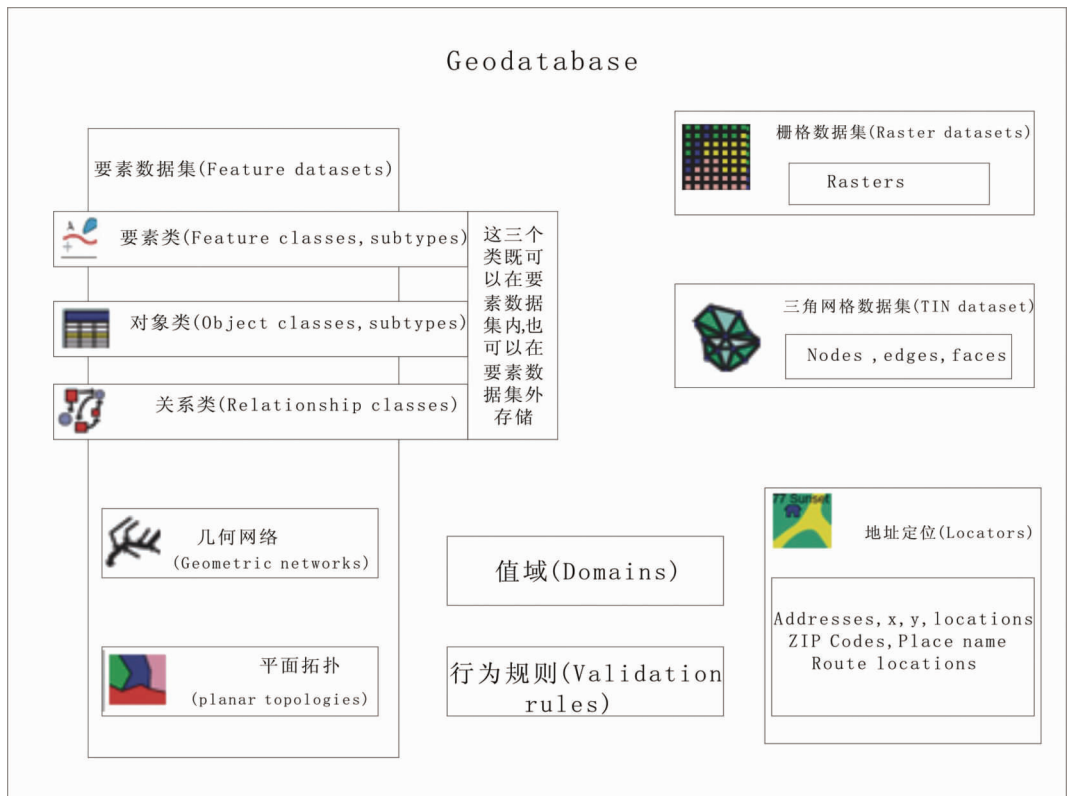 Geodatabase
要素数据集(Feature datasets)
要素类(Feature classes,subtypes)
对象类(Object classes,subtypes)
关系类(Relationship classes)
这三个
类既可
以在要
素数据
集内,也
可以在
要素数
据集外
存储
几何网络
(Geometric networks)
平面拓扑
(planar topologies)
值域(Domains)
行为规则(Validation
rules)
栅格数据集(Raster datasets)
Rasters
三角网格数据集(TIN dataset)
Nodes ,edges,faces
77 Sunset
地址定位(Locators)
Addresses,x,y,locations
ZIP Codes,Place name
Route locations